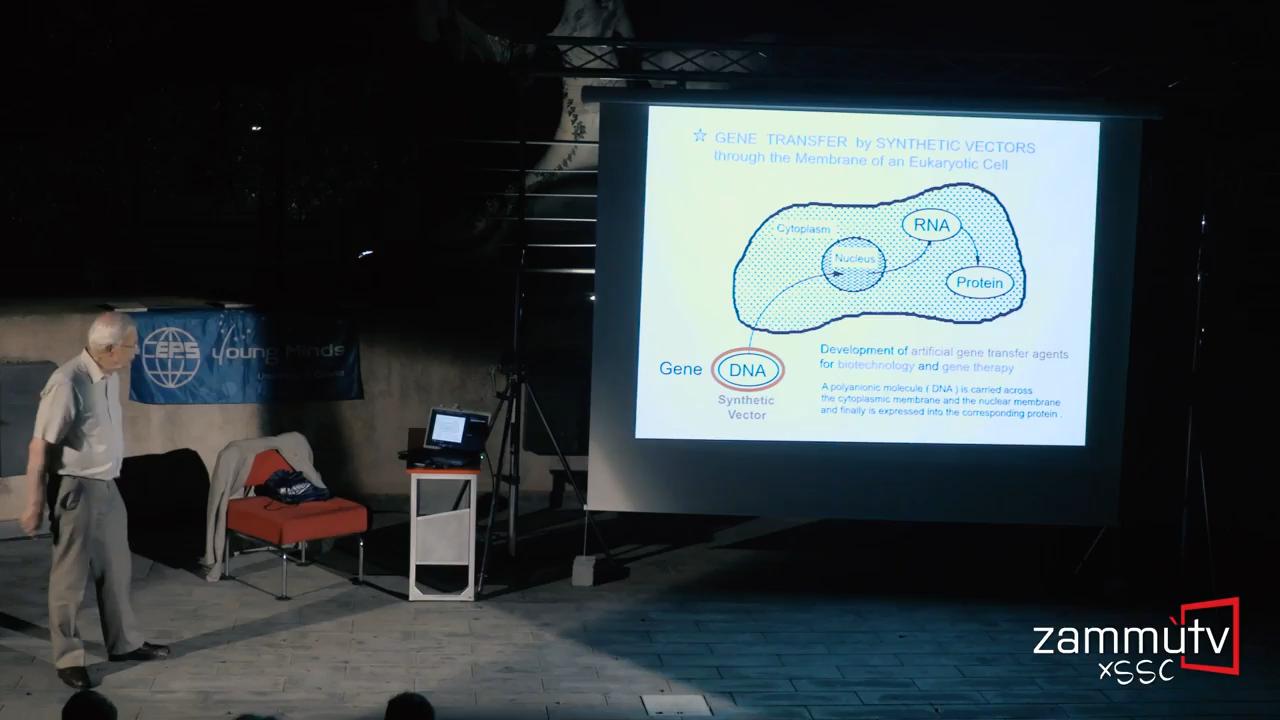 ☆ GENE TRANSFER by SYNTHETIC VECTORS
through the Membrane of an Eukaryotic Cell
Cytoplasm
Nucleus
RNA
Protein
Gene
DNA
Synthetic
Vector
Development of artificial gene transfer agents
for biotechnology and gene therapy
A polyanionic molecule ( DNA ) is carried across
the cytoplasmic membrane and the nuclear membrane
and finally is expressed into the corresponding protein .
EPS
Young Minds
zammùtv
xSSC